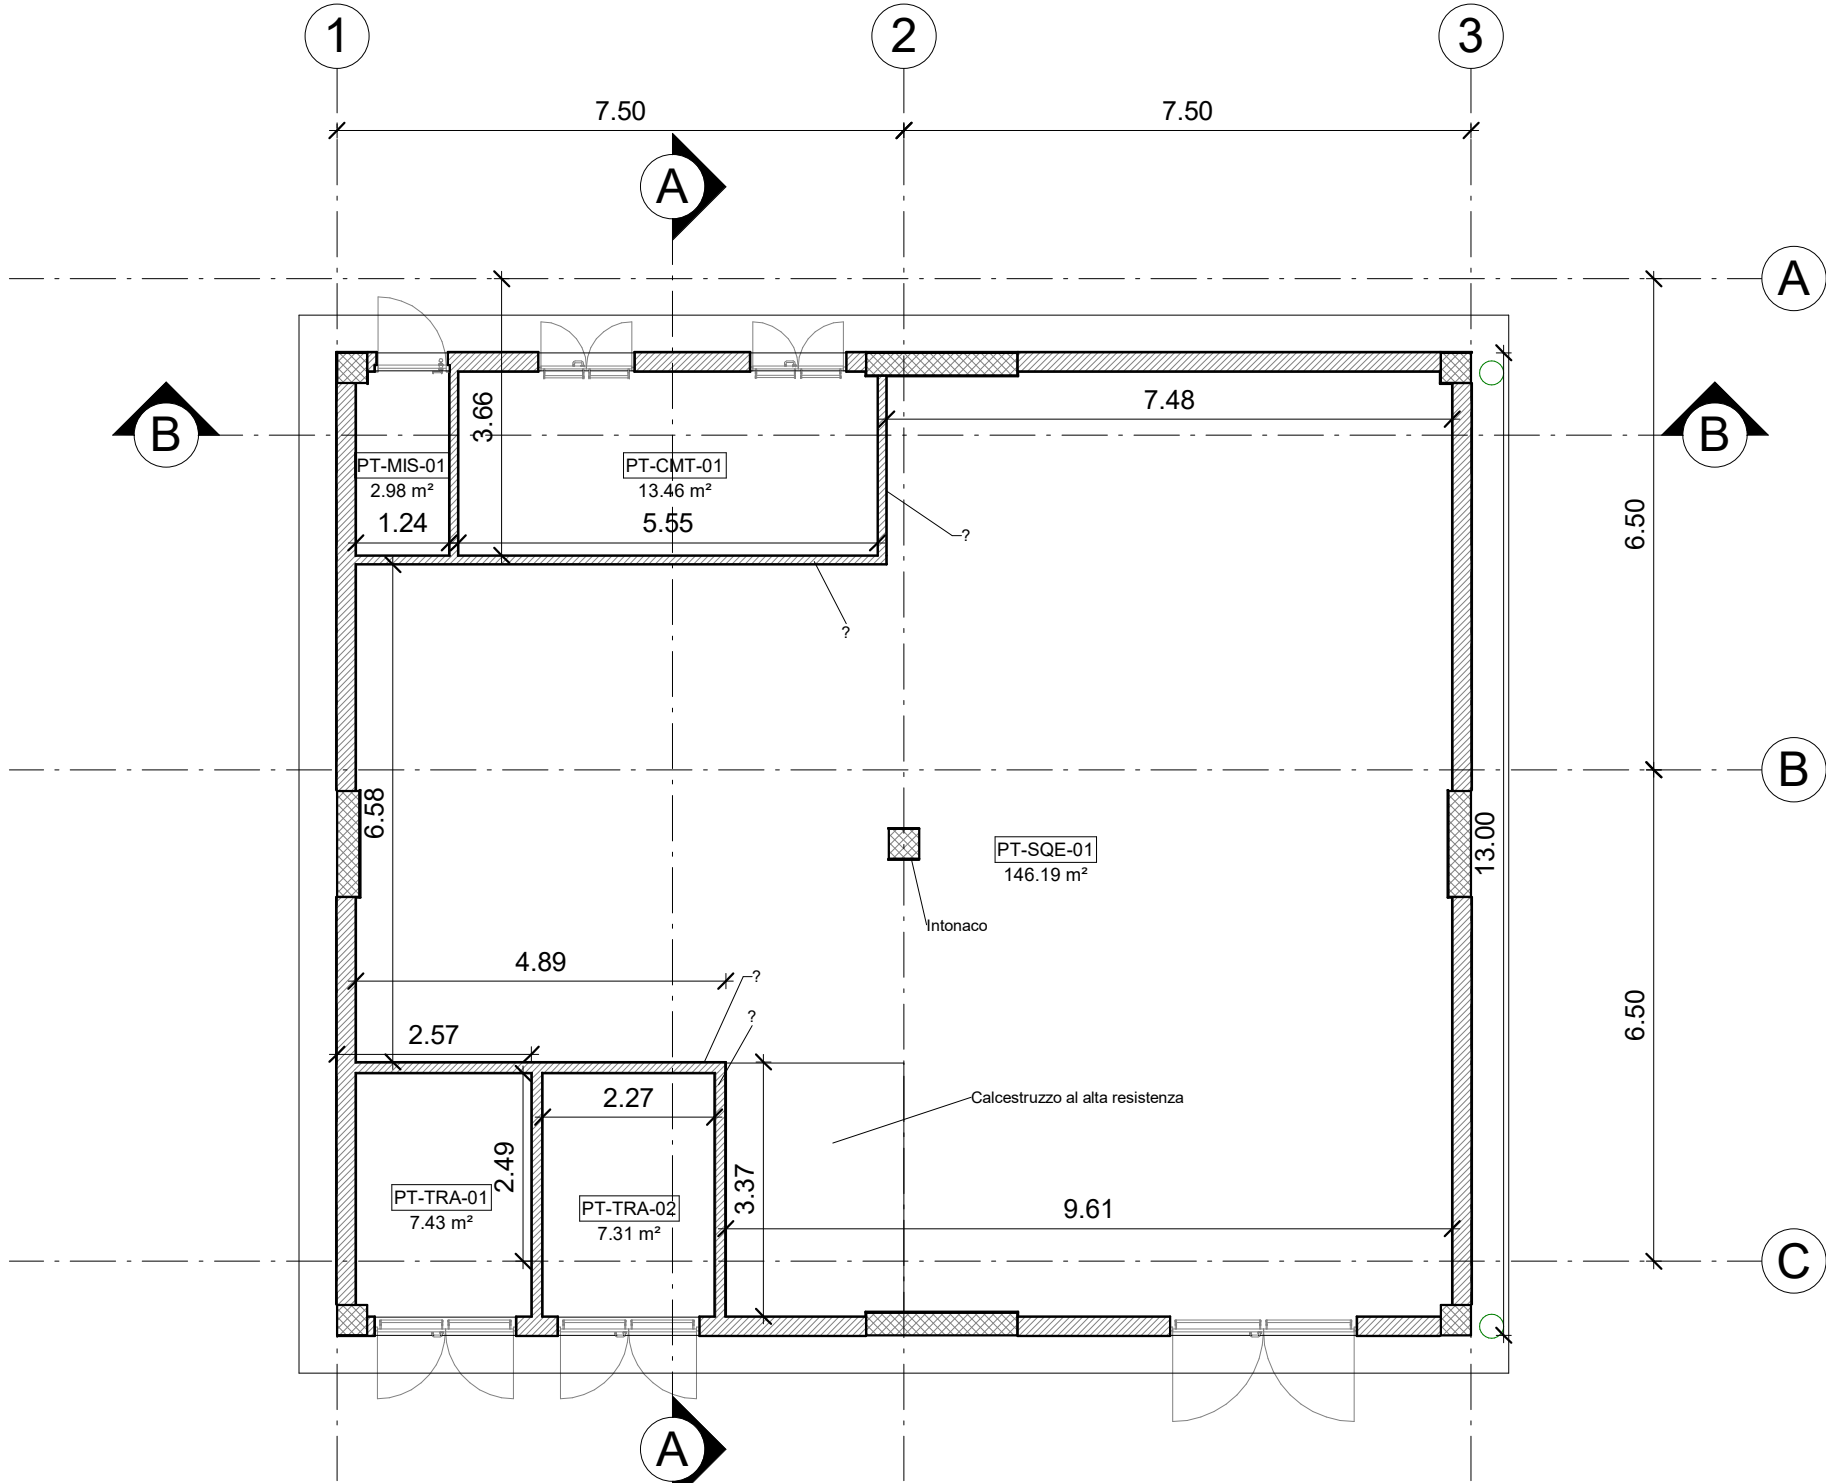 1
2
3
7.50
7.50
A
A
3.66
7.48
B
B
PT-MIS-01
2.98 m²
PT-CMT-01
13.46 m²
1.24
5.55
6.50
?
?
B
6.58
13.00
PT-SQE-01
146.19 m²
Intonaco
4.89
?
6.50
?
2.57
2.27
Calcestruzzo al alta resistenza
2.49
3.37
PT-TRA-01
7.43 m²
PT-TRA-02
7.31 m²
9.61
C
A